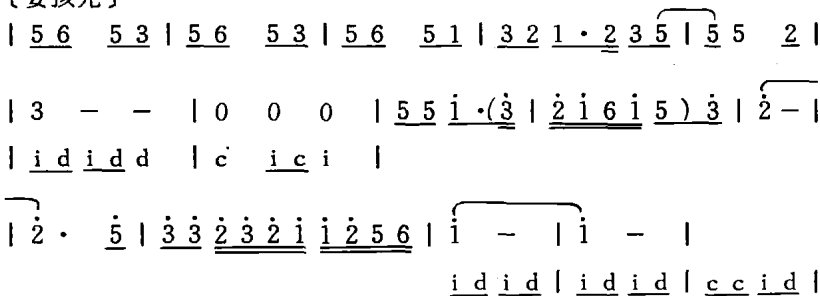 | 5 6 5 3 | 5 6 5 3 | 5 6 5 1 | 3 2 1 · 2 3 5 | 5 5 2 |
| 3 — — | 0 0 0 | 5 5 i̇ ·(3̇ | 2̇ i̇ 6 i̇ 5 ) 3̇ | 2̇ — |
| i d i d d | c i c i |
| 2̇ · 5̇ | 3̇ 3̇ 2̇ 3̇ 2̇ i̇ i̇ 2̇ 5 6 | i̇ — | i̇ — |
i d i d | i d i d | c c i d |